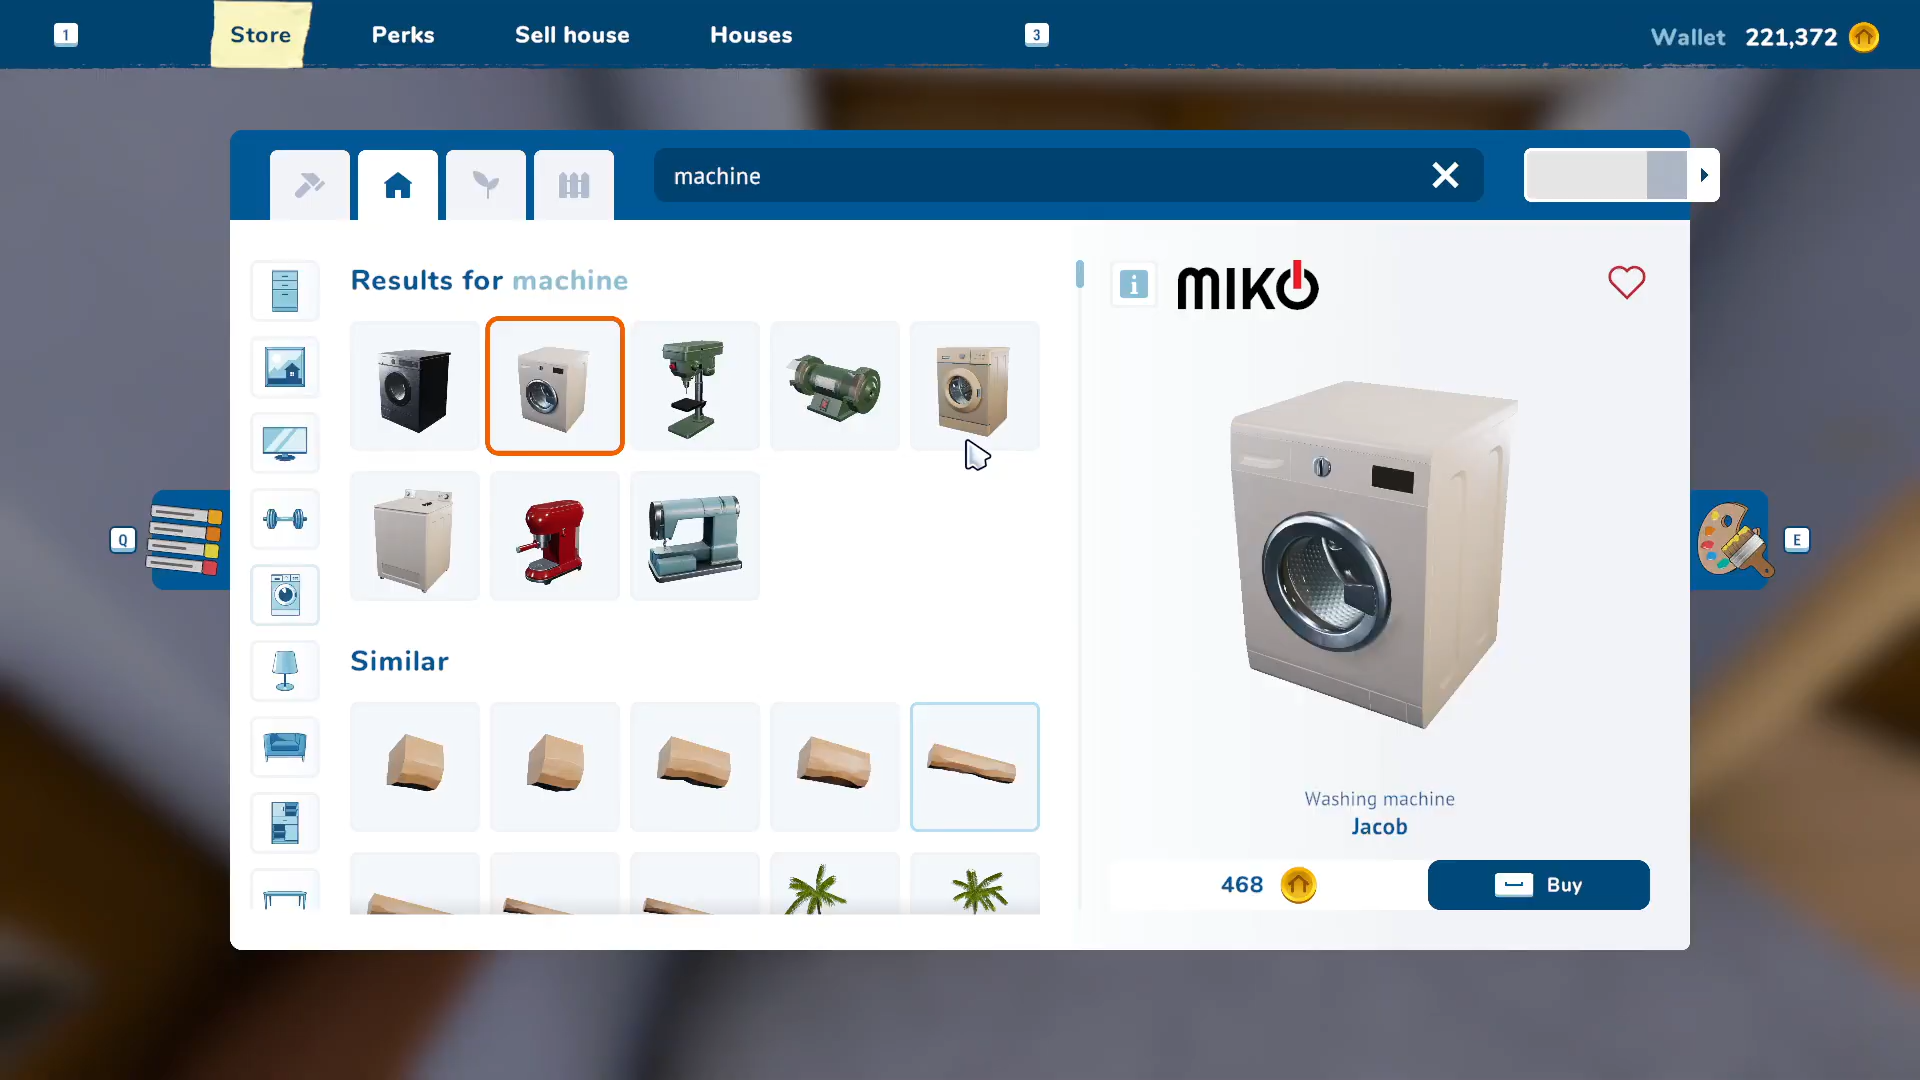 1
Store
Perks
Sell house
Houses
3
Wallet 221,372
machine
Results for machine
i
MIKO
Q
E
Similar
Washing machine
Jacob
468
Buy